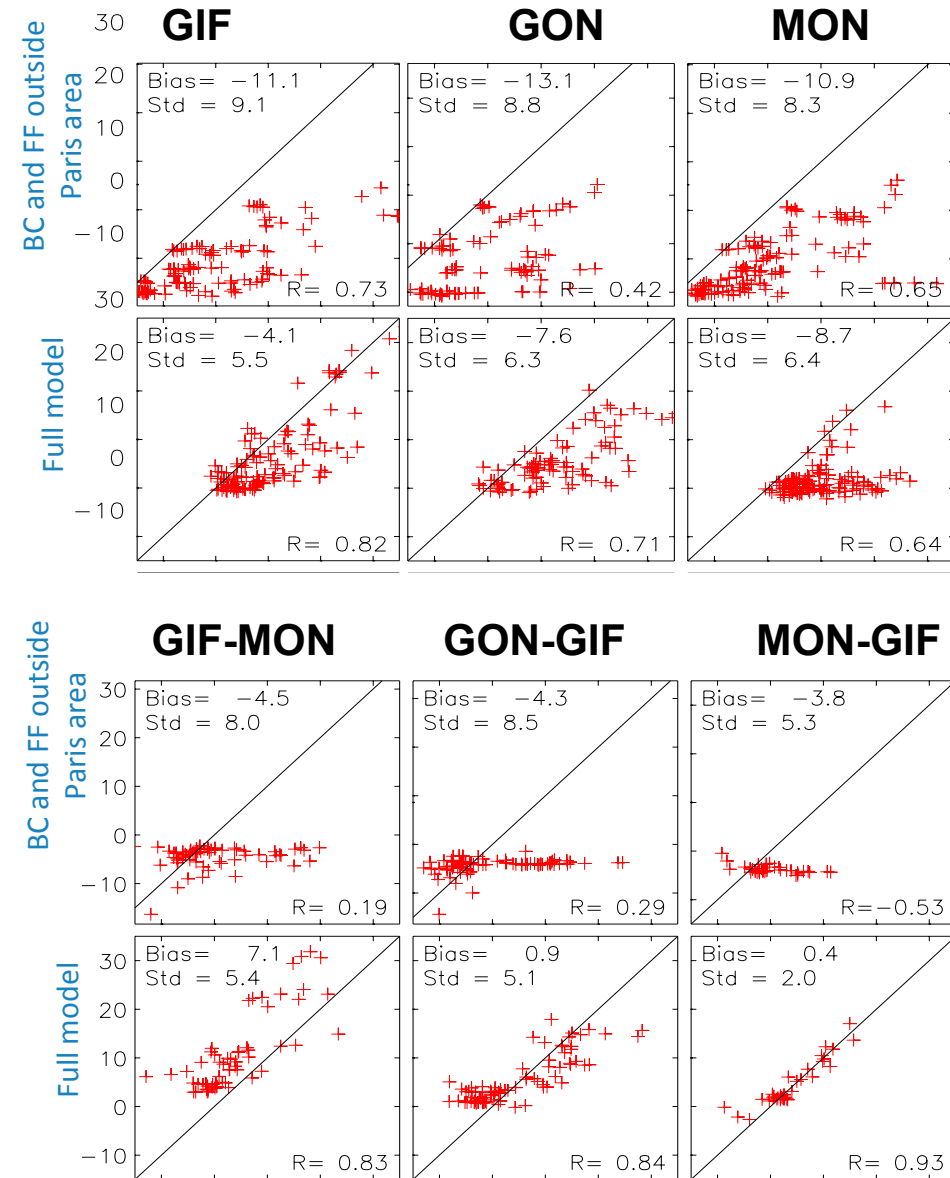 GIF GON MON
BC and FF outside
Paris area
30
20
10
0
−10
Bias= −11.1
Std = 9.1
R= 0.73
Bias= −13.1
Std = 8.8
R= 0.42
Bias= −10.9
Std = 8.3
R= 0.65
Full model
30
20
10
0
−10
Bias= −4.1
Std = 5.5
R= 0.82
Bias= −7.6
Std = 6.3
R= 0.71
Bias= −8.7
Std = 6.4
R= 0.64
GIF-MON GON-GIF MON-GIF
BC and FF outside
Paris area
30
20
10
0
−10
Bias= −4.5
Std = 8.0
R= 0.19
Bias= −4.3
Std = 8.5
R= 0.29
Bias= −3.8
Std = 5.3
R=−0.53
Full model
30
20
10
0
−10
Bias= 7.1
Std = 5.4
R= 0.83
Bias= 0.9
Std = 5.1
R= 0.84
Bias= 0.4
Std = 2.0
R= 0.93